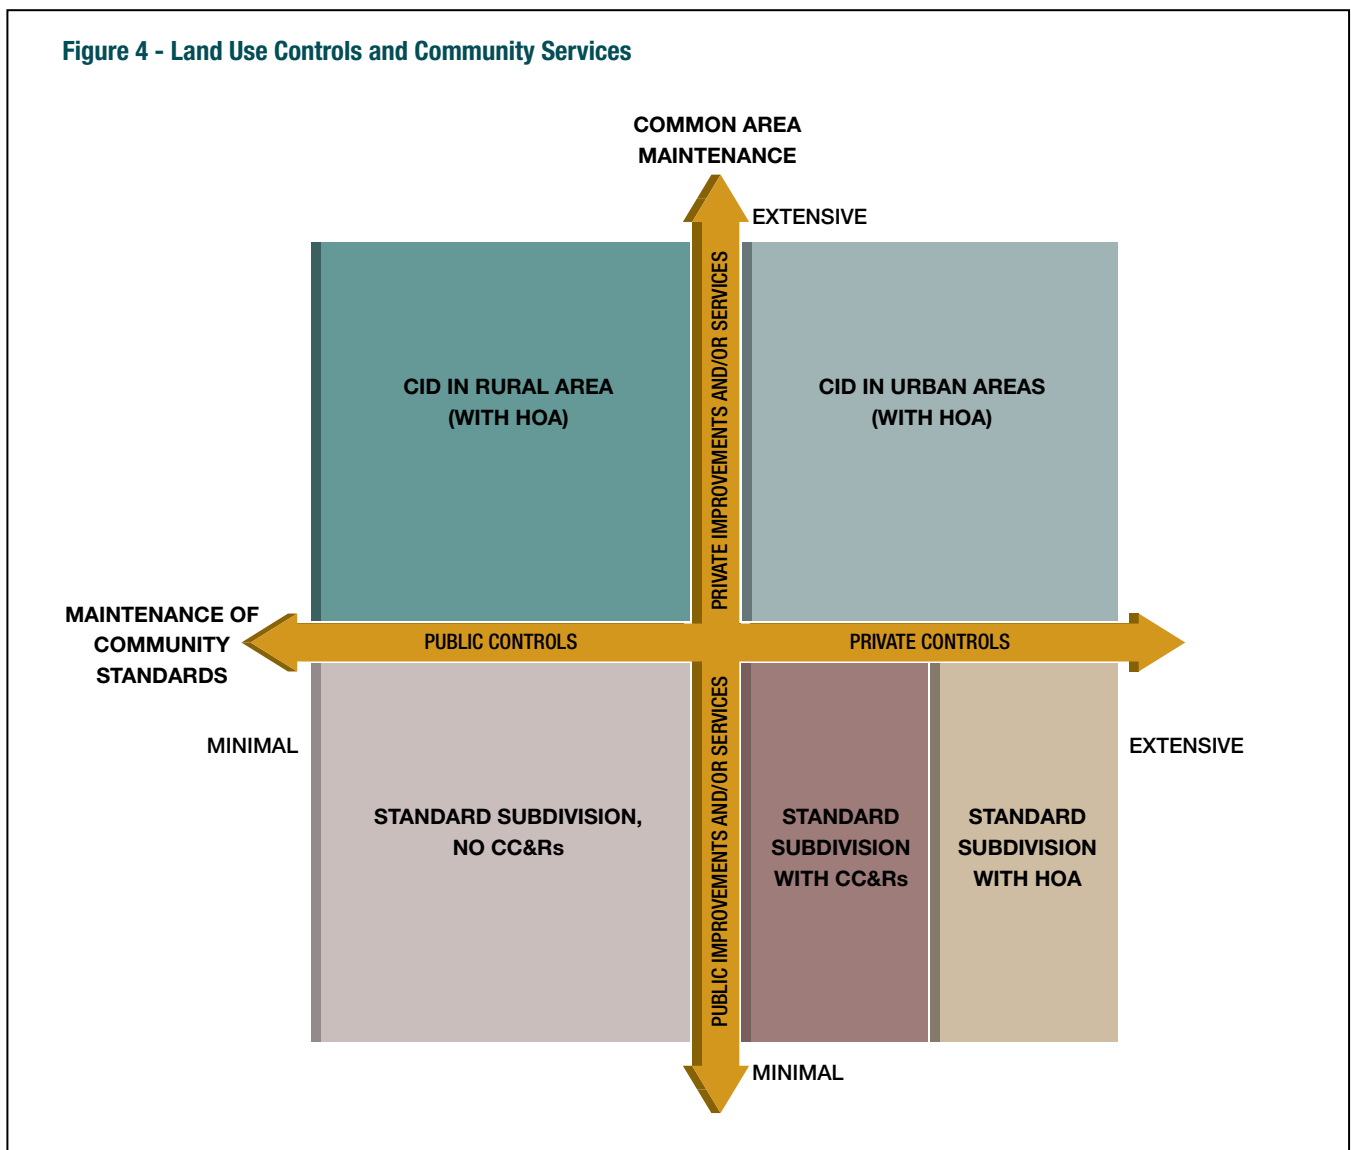 Figure 4 - Land Use Controls and Community Services
COMMON AREA
MAINTENANCE
EXTENSIVE
PRIVATE IMPROVEMENTS AND/OR SERVICES
CID IN RURAL AREA
(WITH HOA)
CID IN URBAN AREAS
(WITH HOA)
MAINTENANCE OF
COMMUNITY
STANDARDS
PUBLIC CONTROLS
PRIVATE CONTROLS
MINIMAL
EXTENSIVE
PUBLIC IMPROVEMENTS AND/OR SERVICES
STANDARD SUBDIVISION,
NO CC&Rs
STANDARD
SUBDIVISION
WITH CC&Rs
STANDARD
SUBDIVISION
WITH HOA
MINIMAL